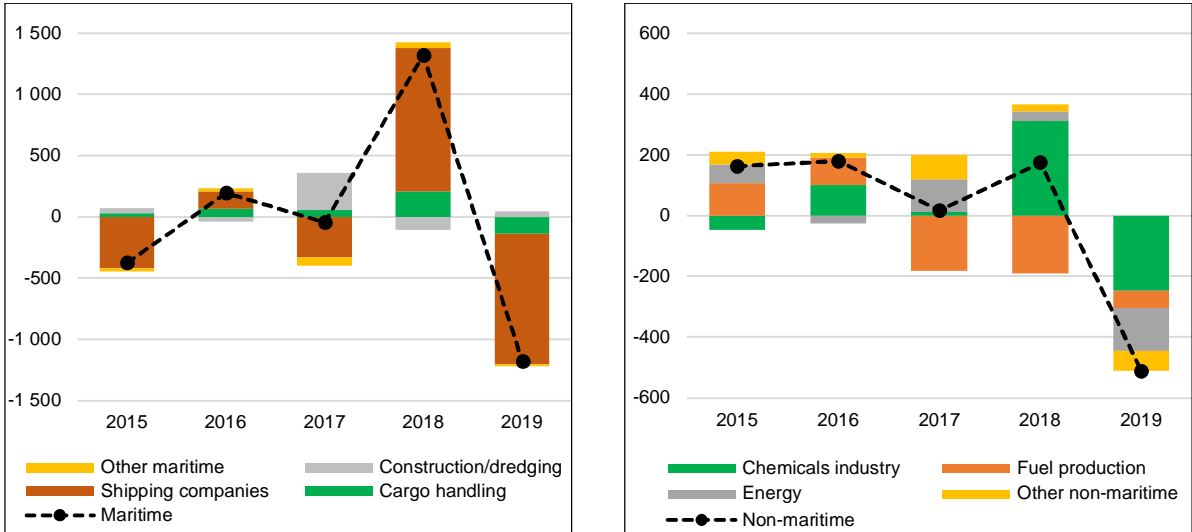 1 500
1 000
500
0
-500
-1 000
-1 500
2015 2016 2017 2018 2019
Other maritime Construction/dredging
Shipping companies Cargo handling
Maritime
600
400
200
0
-200
-400
-600
2015 2016 2017 2018 2019
Chemicals industry Fuel production
Energy Other non-maritime
Non-maritime